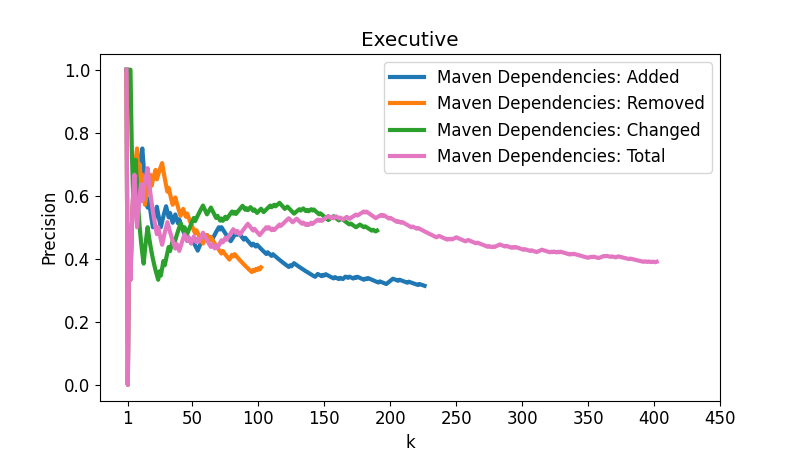 Executive
Maven Dependencies: Added
Maven Dependencies: Removed
Maven Dependencies: Changed
Maven Dependencies: Total
Precision
1.0
0.8
0.6
0.4
0.2
0.0
1 50 100 150 200 250 300 350 400 450
k